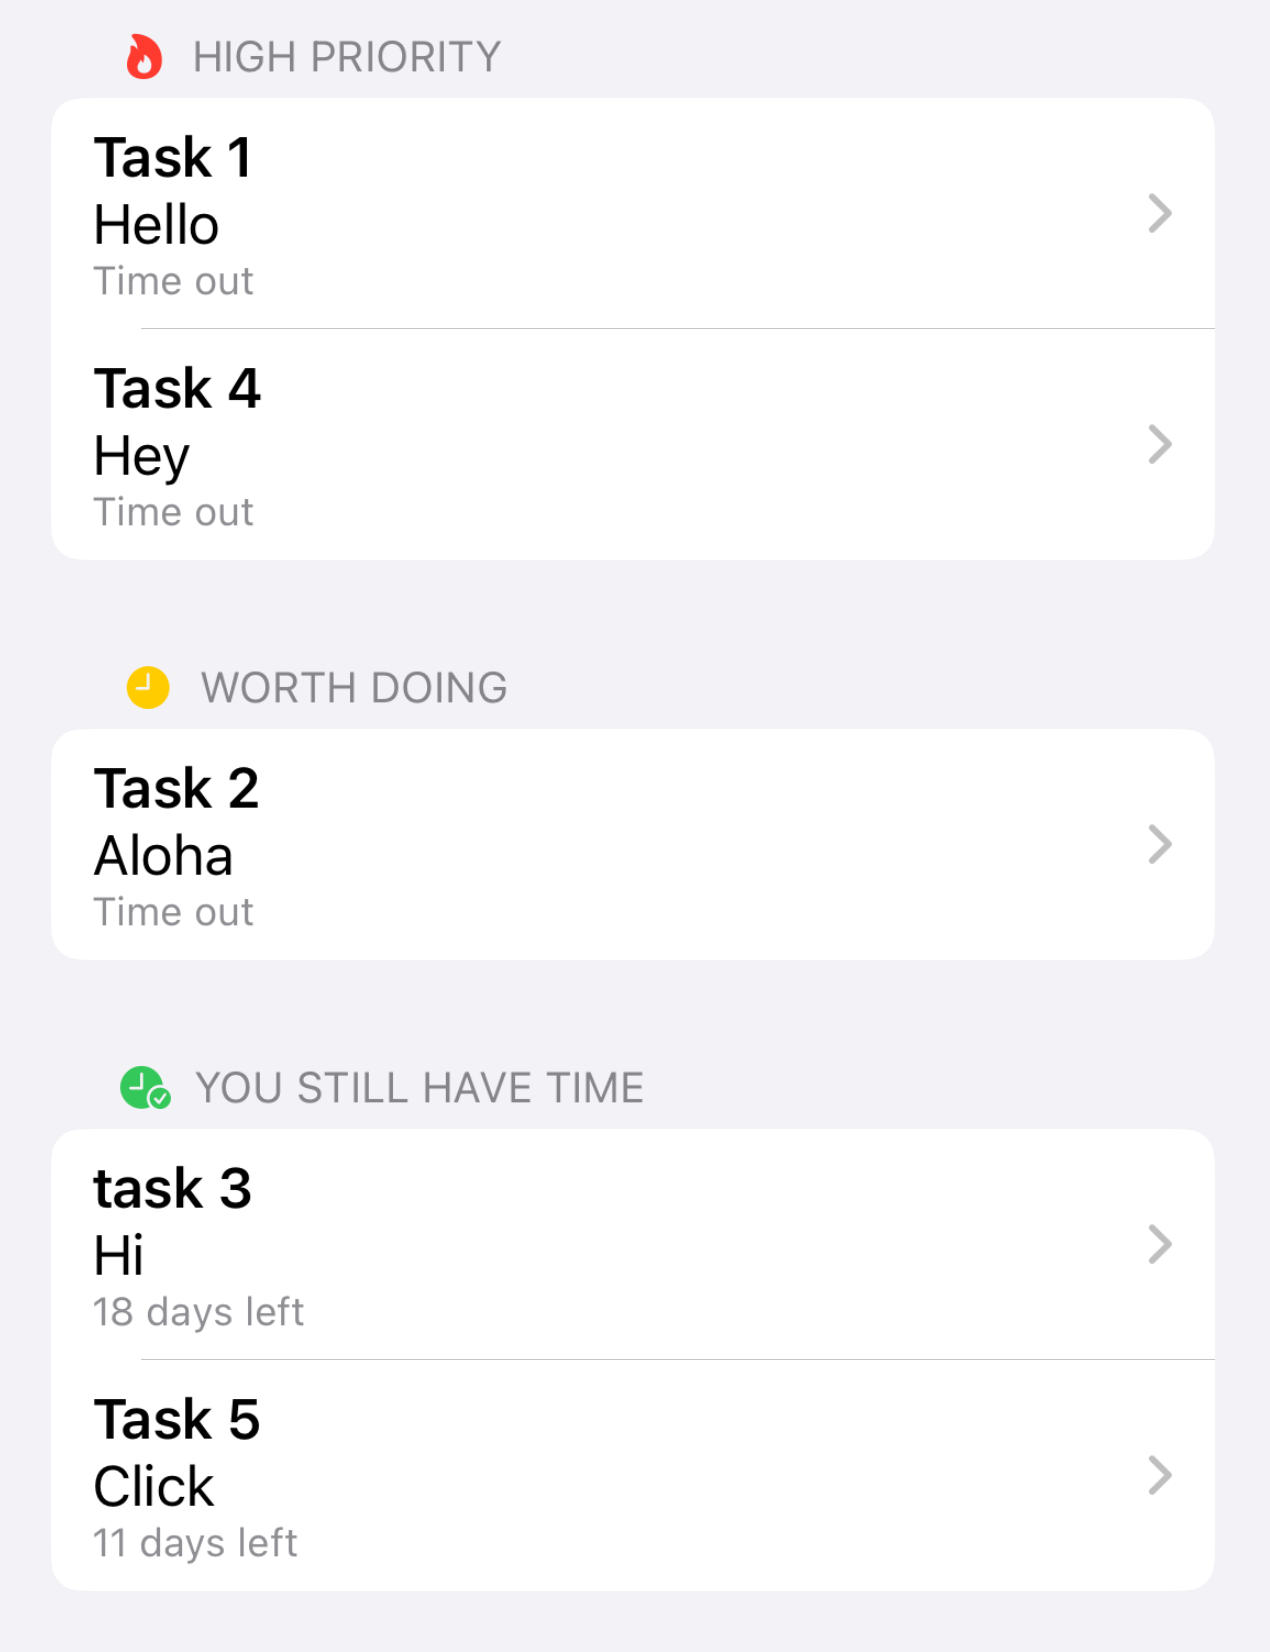 HIGH PRIORITY
Task 1
Hello
Time out
Task 4
Hey
Time out
WORTH DOING
Task 2
Aloha
Time out
YOU STILL HAVE TIME
task 3
Hi
18 days left
Task 5
Click
11 days left